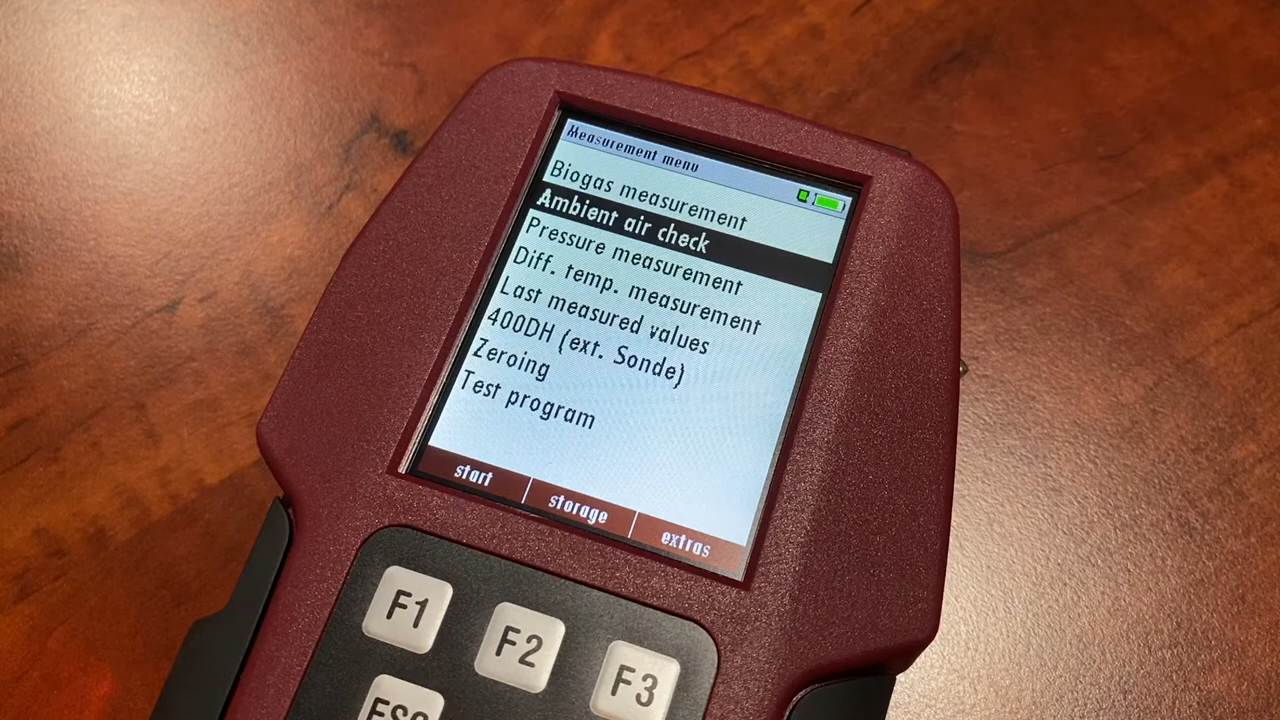 Measurement menu
Biogas measurement
Ambient air check
Pressure measurement
Diff. temp. measurement
Last measured values
400DH (ext. Sonde)
Zeroing
Test program
start storage extras
F1 F2 F3
ESC